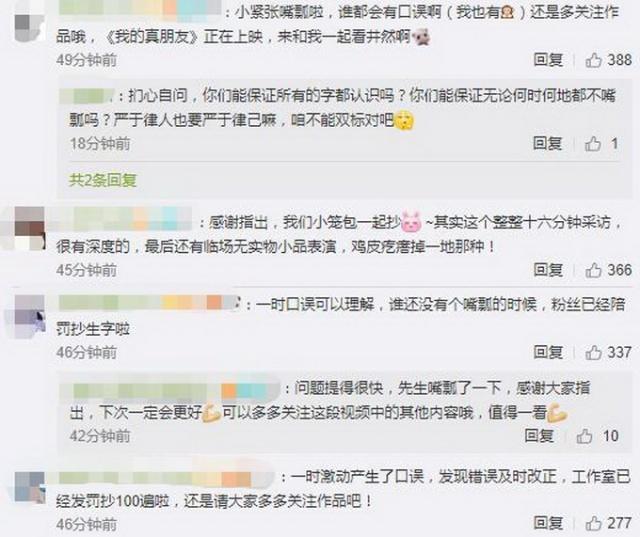 ：小紧张嘴瓢啦，谁都会有口误啊（我也有）还是多关注作
品哦，《我的真朋友》正在上映，来和我一起看井然啊
49分钟前 回复 388
：扪心自问，你们能保证所有的字都认识吗？你们能保证无论何时何地都不嘴
瓢吗？严于律人也要严于律己嘛，咱不能双标对吧
18分钟前 回复 1
共2条回复
：感谢指出，我们小笼包一起抄~其实这个整整十六分钟采访，
很有深度的，最后还有临场无实物小品表演，鸡皮疙瘩掉一地那种！
45分钟前 回复 366
：一时口误可以理解，谁还没有个嘴瓢的时候，粉丝已经陪
罚抄生字啦
46分钟前 回复 337
：问题提得很快，先生嘴瓢了一下，感谢大家指
出，下次一定会更好可以多多关注这段视频中的其他内容哦，值得一看
42分钟前 回复 10
：一时激动产生了口误，发现错误及时改正，工作室已
经发罚抄100遍啦，还是请大家多多关注作品吧！
46分钟前 回复 277